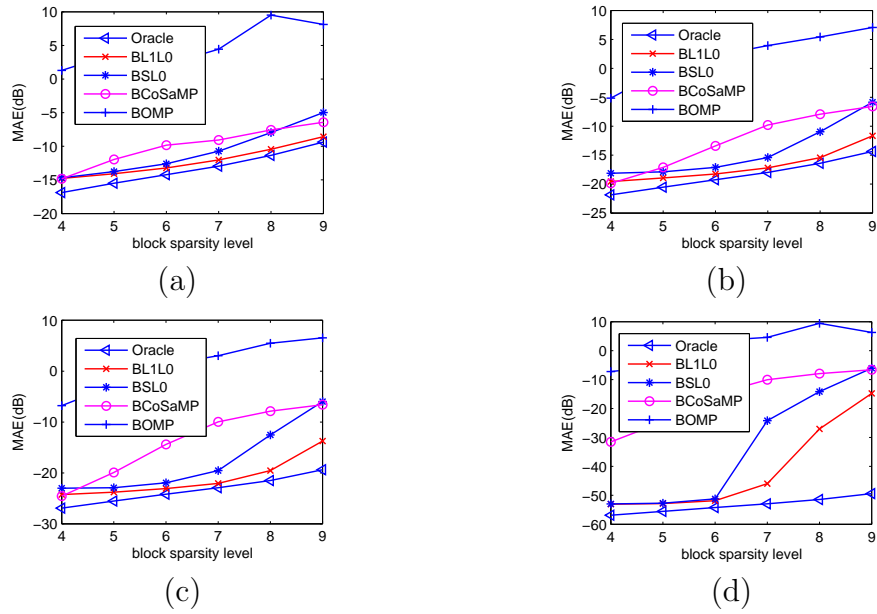 10
5
0
−5
−10
−15
−20
MAE(dB)
Oracle
BL1L0
BSL0
BCoSaMP
BOMP
4 5 6 7 8 9
block sparsity level
(a)
10
5
0
−5
−10
−15
−20
−25
MAE(dB)
Oracle
BL1L0
BSL0
BCoSaMP
BOMP
4 5 6 7 8 9
block sparsity level
(b)
10
0
−10
−20
−30
MAE(dB)
Oracle
BL1L0
BSL0
BCoSaMP
BOMP
4 5 6 7 8 9
block sparsity level
(c)
10
0
−10
−20
−30
−40
−50
−60
MAE(dB)
Oracle
BL1L0
BSL0
BCoSaMP
BOMP
4 5 6 7 8 9
block sparsity level
(d)